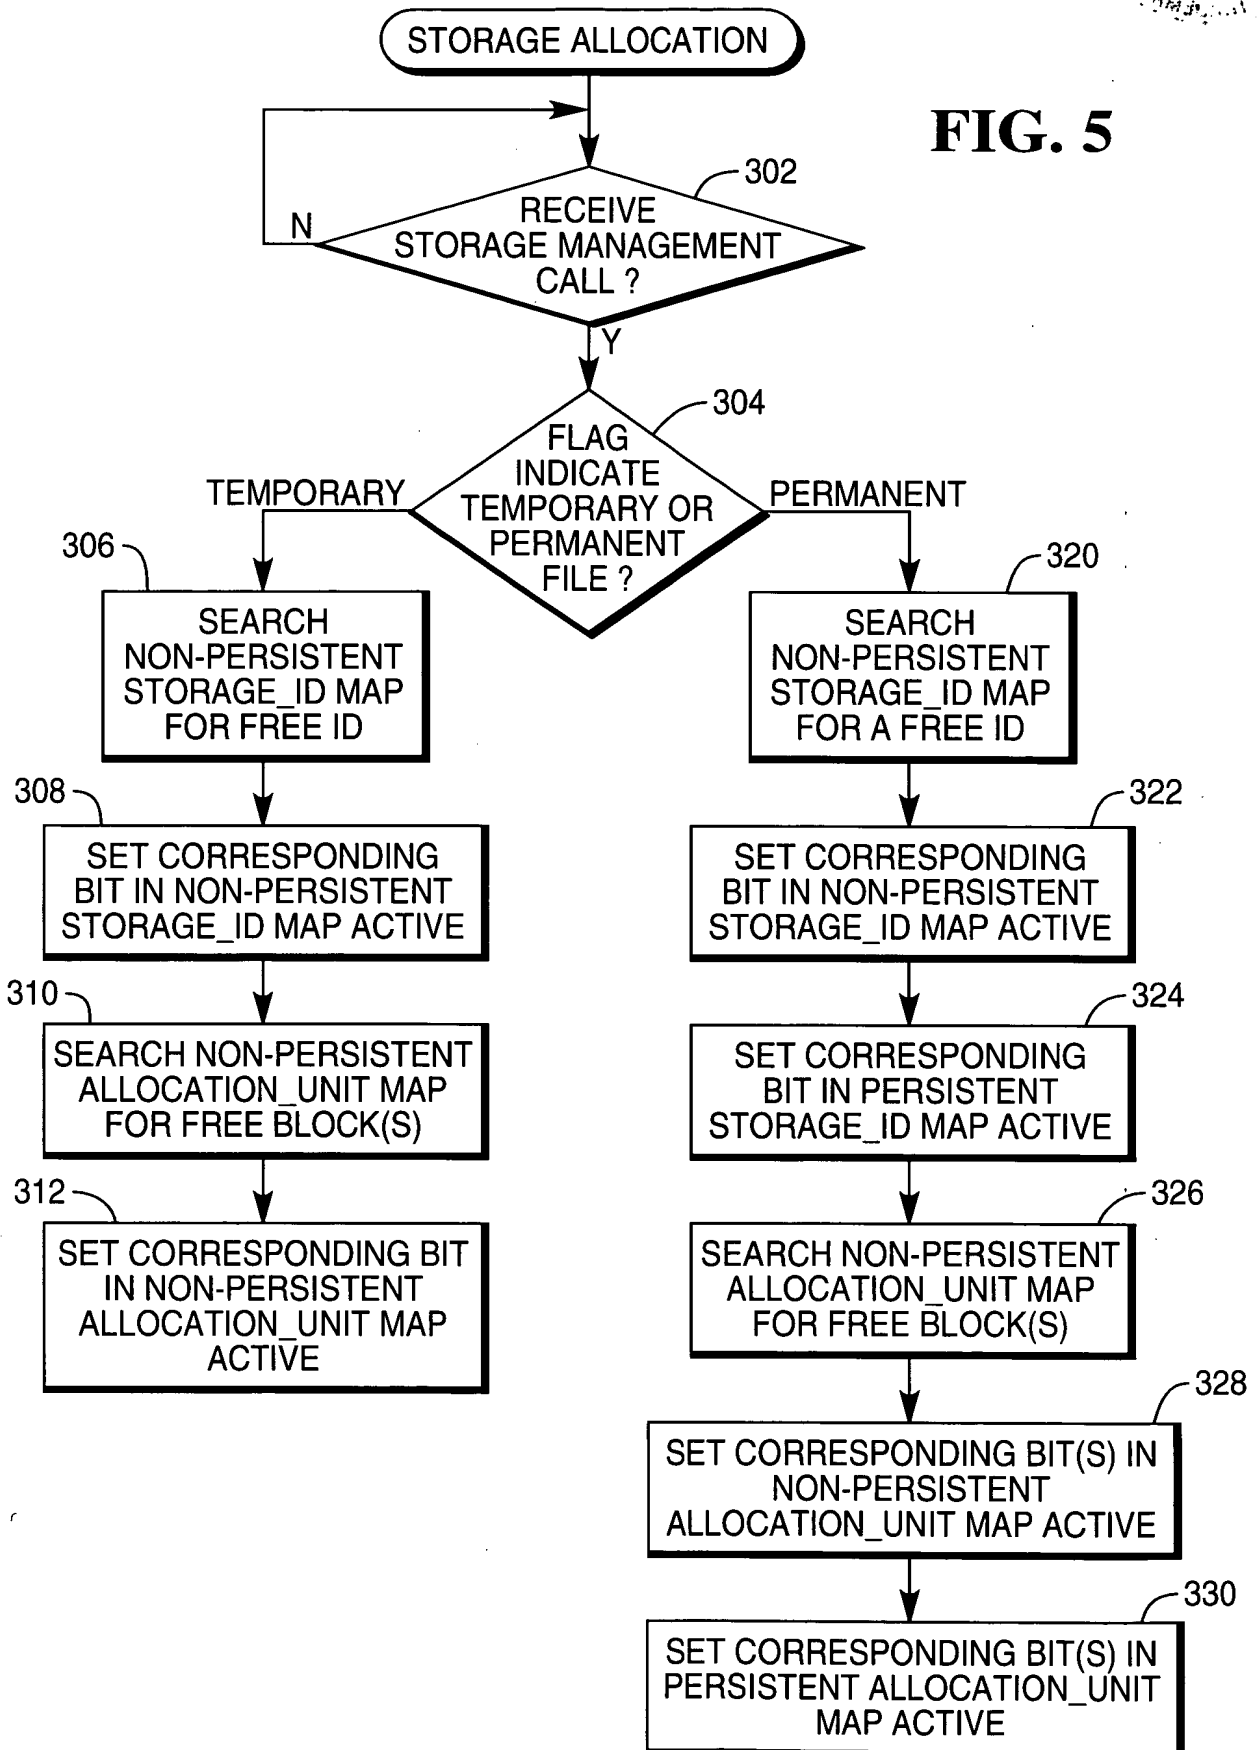 STORAGE ALLOCATION
FIG. 5
302
RECEIVE
STORAGE MANAGEMENT
CALL ?
N
Y
304
FLAG
INDICATE
TEMPORARY OR
PERMANENT
FILE ?
TEMPORARY
PERMANENT
306
SEARCH
NON-PERSISTENT
STORAGE_ID MAP
FOR FREE ID
308
SET CORRESPONDING
BIT IN NON-PERSISTENT
STORAGE_ID MAP ACTIVE
310
SEARCH NON-PERSISTENT
ALLOCATION_UNIT MAP
FOR FREE BLOCK(S)
312
SET CORRESPONDING BIT
IN NON-PERSISTENT
ALLOCATION_UNIT MAP
ACTIVE
320
SEARCH
NON-PERSISTENT
STORAGE_ID MAP
FOR A FREE ID
322
SET CORRESPONDING
BIT IN NON-PERSISTENT
STORAGE_ID MAP ACTIVE
324
SET CORRESPONDING
BIT IN PERSISTENT
STORAGE_ID MAP ACTIVE
326
SEARCH NON-PERSISTENT
ALLOCATION_UNIT MAP
FOR FREE BLOCK(S)
328
SET CORRESPONDING BIT(S) IN
NON-PERSISTENT
ALLOCATION_UNIT MAP ACTIVE
330
SET CORRESPONDING BIT(S) IN
PERSISTENT ALLOCATION_UNIT
MAP ACTIVE